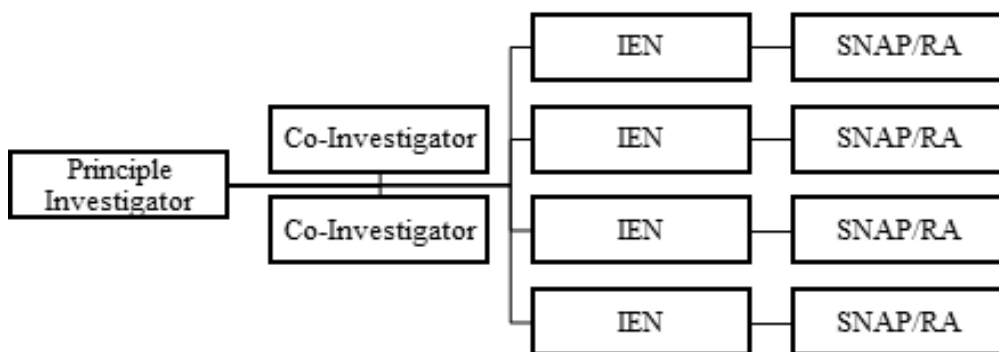 Principle
Investigator
Co-Investigator
Co-Investigator
IEN
SNAP/RA
IEN
SNAP/RA
IEN
SNAP/RA
IEN
SNAP/RA